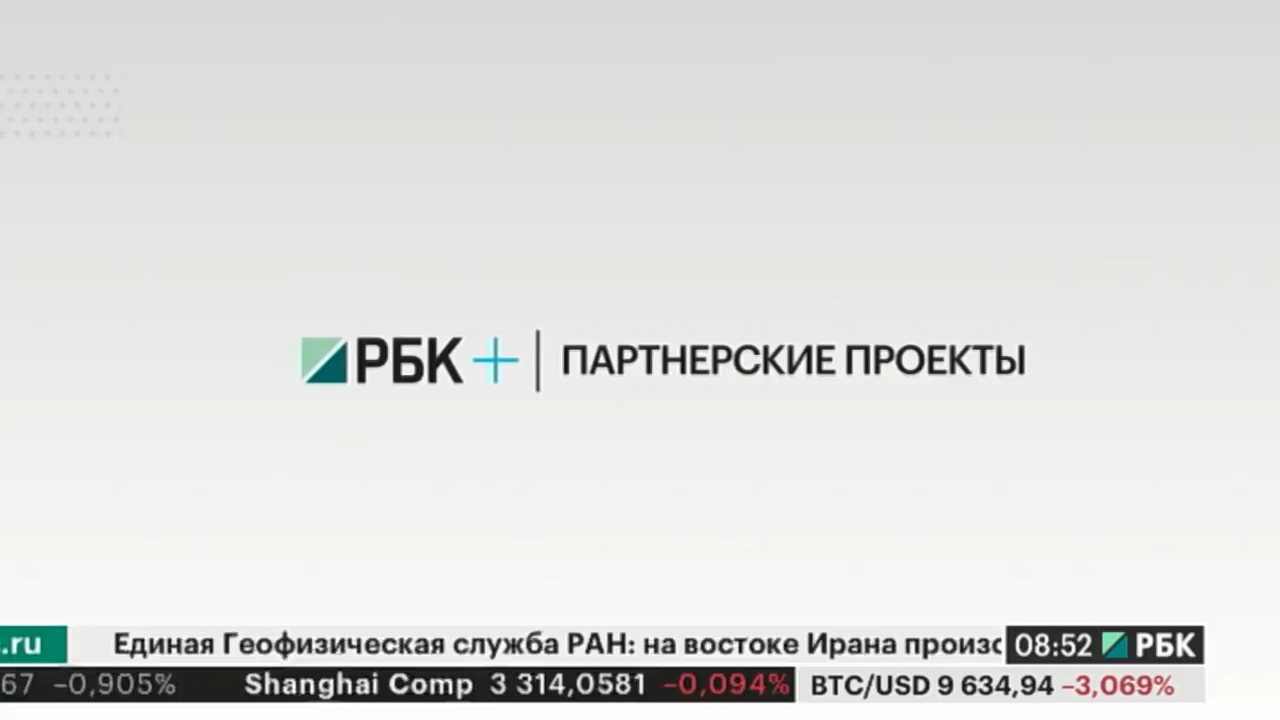 РБК + | ПАРТНЕРСКИЕ ПРОЕКТЫ
.ru Единая Геофизическая служба РАН: на востоке Ирана 08:52 РБК
67 -0,905% Shanghai Comp 3 314,0581 -0,094% BTC/USD 9 634,94 -3,069%